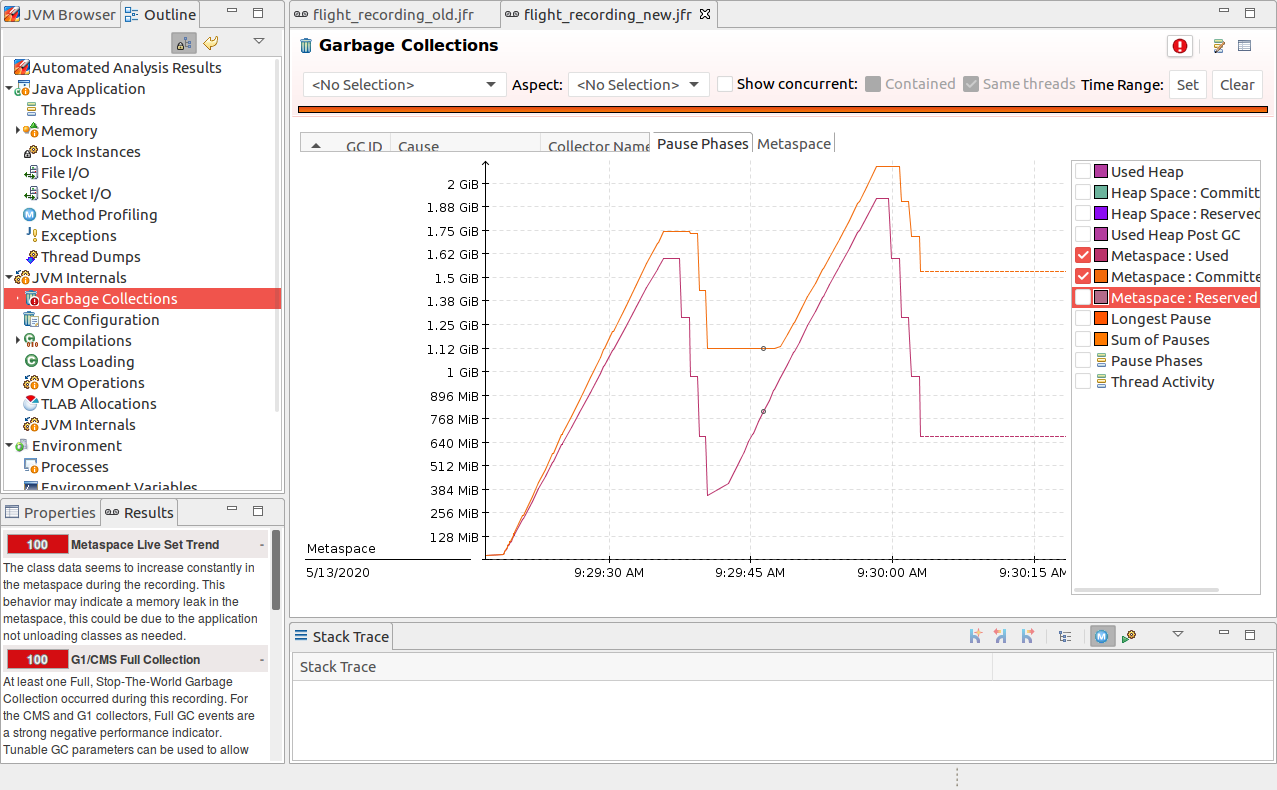 JVM Browser
Outline
Automated Analysis Results
Java Application
Threads
Memory
Lock Instances
File I/O
Socket I/O
Method Profiling
Exceptions
Thread Dumps
JVM Internals
Garbage Collections
GC Configuration
Compilations
Class Loading
VM Operations
TLAB Allocations
JVM Internals
Environment
Processes
Environment Variables
Properties
Results
100 Metaspace Live Set Trend -
The class data seems to increase constantly in
the metaspace during the recording. This
behavior may indicate a memory leak in the
metaspace, this could be due to the application
not unloading classes as needed.
100 G1/CMS Full Collection -
At least one Full, Stop-The-World Garbage
Collection occurred during this recording. For
the CMS and G1 collectors, Full GC events are
a strong negative performance indicator.
Tunable GC parameters can be used to allow
flight_recording_old.jfr
flight_recording_new.jfr
Garbage Collections
<No Selection> Aspect: <No Selection> Show concurrent: Contained Same threads Time Range: Set Clear
GC ID Cause Collector Name
Pause Phases Metaspace
2 GiB
1.88 GiB
1.75 GiB
1.62 GiB
1.5 GiB
1.38 GiB
1.25 GiB
1.12 GiB
1 GiB
896 MiB
768 MiB
640 MiB
512 MiB
384 MiB
256 MiB
128 MiB
Metaspace
5/13/2020 9:29:30 AM 9:29:45 AM 9:30:00 AM 9:30:15 AM
Used Heap
Heap Space : Committ
Heap Space : Reserved
Used Heap Post GC
Metaspace : Used
Metaspace : Committe
Metaspace : Reserved
Longest Pause
Sum of Pauses
Pause Phases
Thread Activity
Stack Trace
Stack Trace